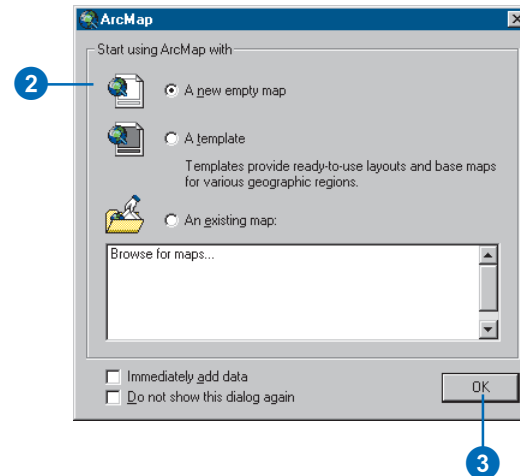 ArcMap
Start using ArcMap with
2
A new empty map
A template
Templates provide ready-to-use layouts and base maps
for various geographic regions.
An existing map:
Browse for maps...
Immediately add data
Do not show this dialog again
OK
3